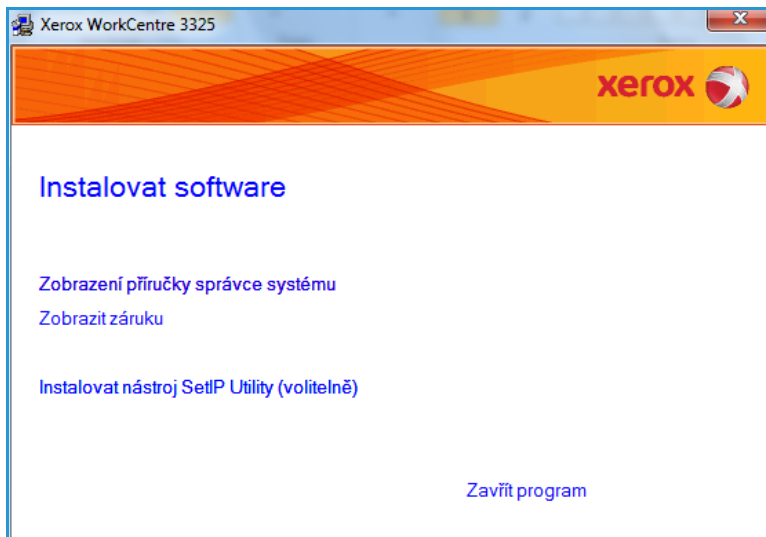 Xerox WorkCentre 3325
xerox
Instalovat software
Zobrazení příručky správce systému
Zobrazit záruku
Instalovat nástroj SetIP Utility (volitelně)
Zavřít program